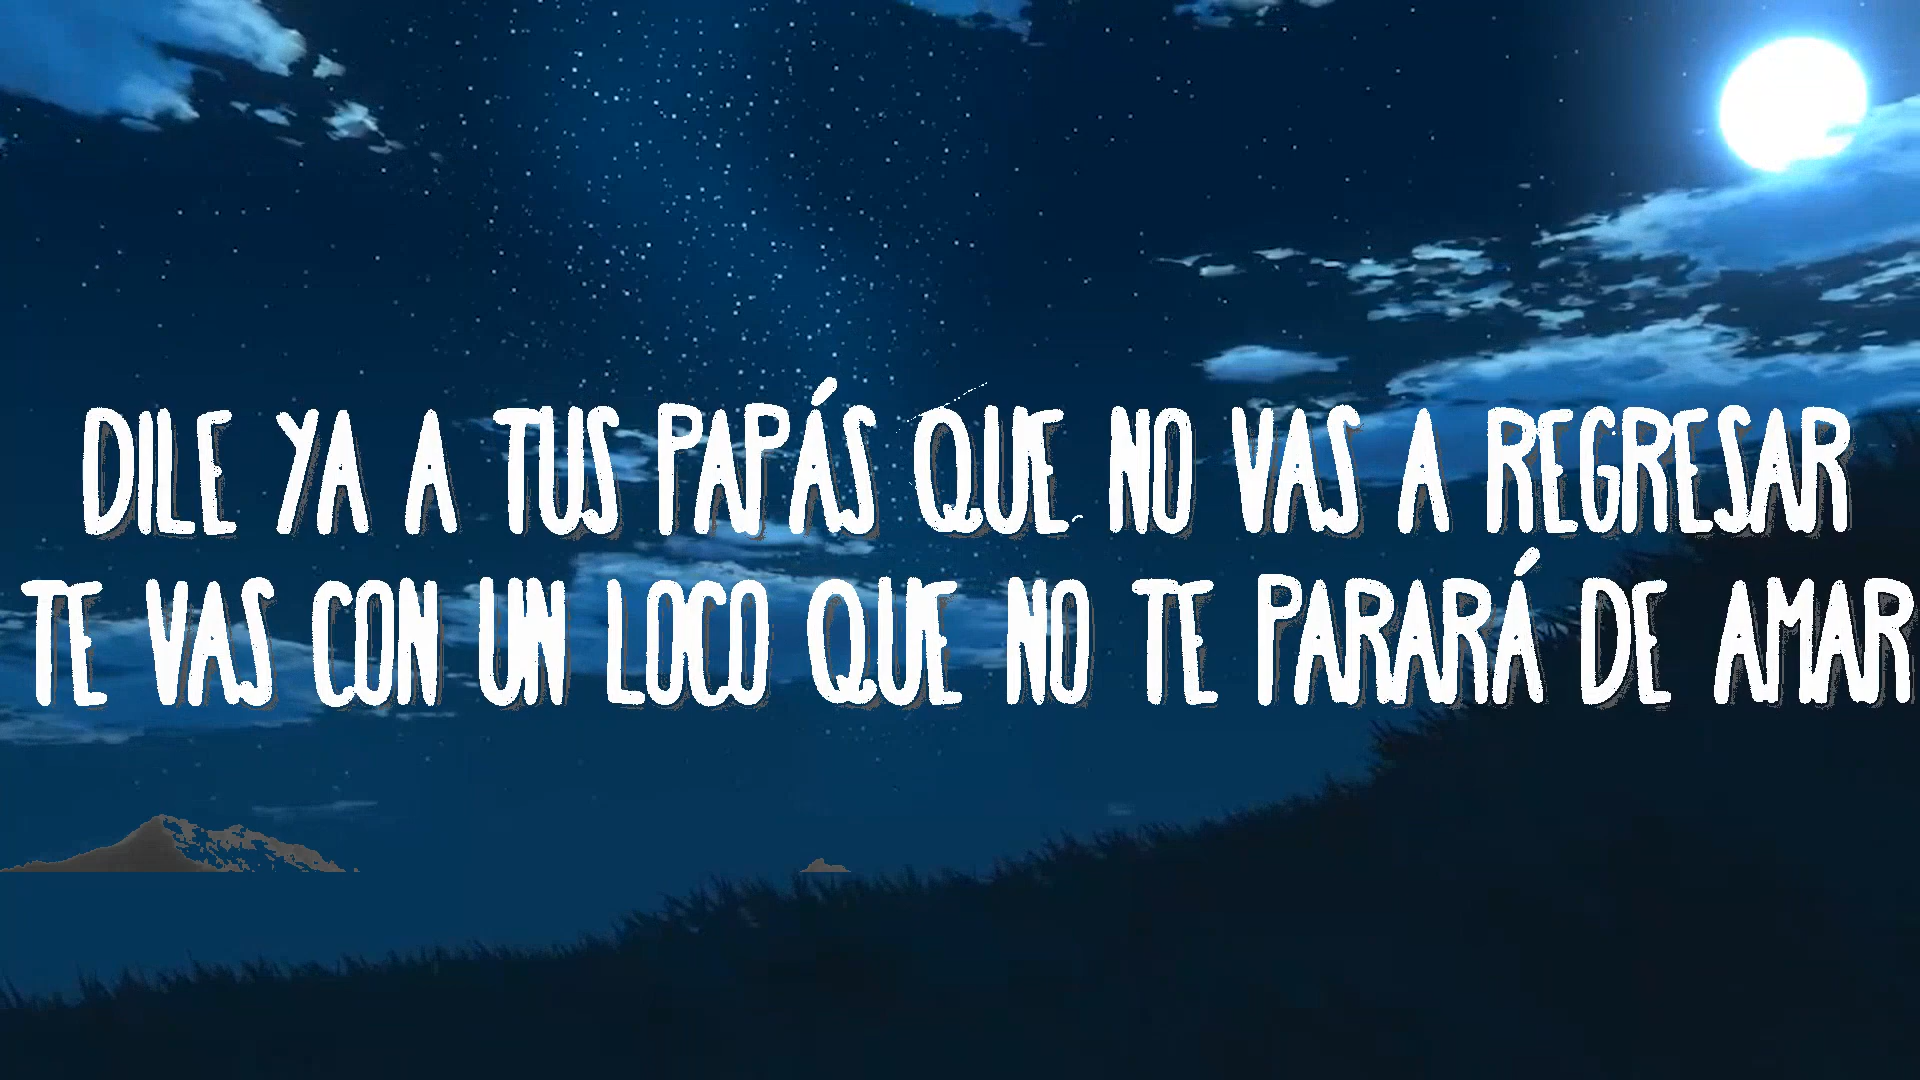 DILE YA A TUS PAPÁS QUE NO VAS A REGRESAR
TE VAS CON UN LOCO QUE NO TE PARARÁ DE AMAR